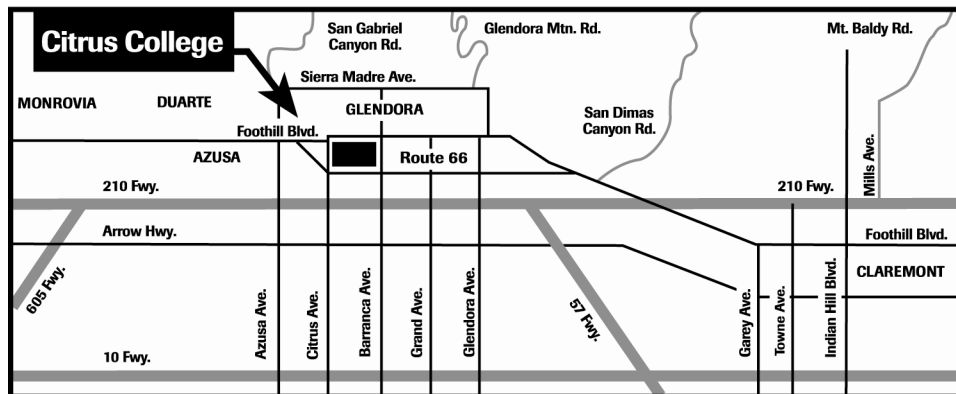 Citrus College
San Gabriel
Canyon Rd.
Glendora Mtn. Rd.
Mt. Baldy Rd.
Sierra Madre Ave.
MONROVIA
DUARTE
GLENDORA
San Dimas
Canyon Rd.
Foothill Blvd.
AZUSA
Route 66
Mills Ave.
210 Fwy.
210 Fwy.
Arrow Hwy.
Foothill Blvd.
CLAREMONT
605 Fwy.
Azusa Ave.
Citrus Ave.
Barranca Ave.
Grand Ave.
Glendora Ave.
57 Fwy.
Garey Ave.
Towne Ave.
Indian Hill Blvd.
10 Fwy.